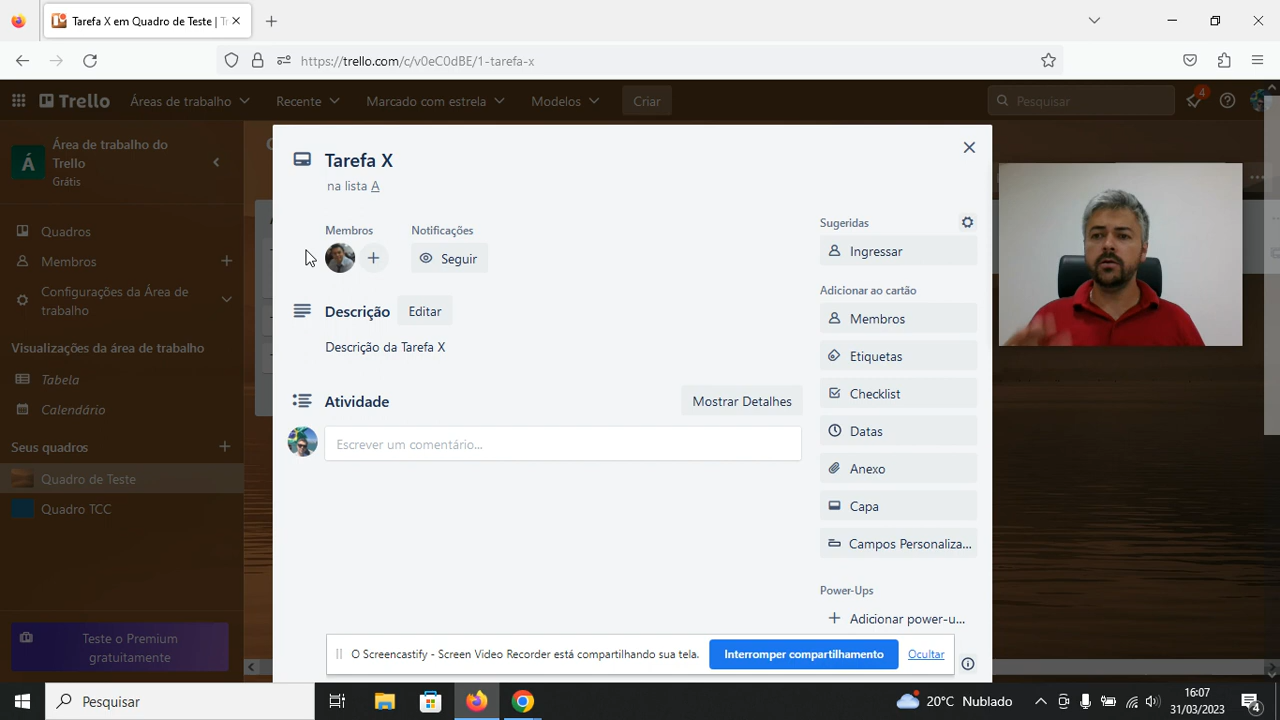 Tarefa X em Quadro de Teste | Tr
https://trello.com/c/v0eC0dBE/1-tarefa-x
Trello
Áreas de trabalho
Recente
Marcado com estrela
Modelos
Criar
Pesquisar
4
Á
Área de trabalho do
Trello
Grátis
Quadros
Membros
Configurações da Área de
trabalho
Visualizações da área de trabalho
Tabela
Calendário
Seus quadros
Quadro de Teste
Quadro TCC
Teste o Premium
gratuitamente
Tarefa X
na lista A
Membros
Notificações
Seguir
Descrição
Editar
Descrição da Tarefa X
Atividade
Mostrar Detalhes
Escrever um comentário...
Sugeridas
Ingressar
Adicionar ao cartão
Membros
Etiquetas
Checklist
Datas
Anexo
Capa
Campos Personaliza...
Power-Ups
Adicionar power-u...
O Screencastify - Screen Video Recorder está compartilhando sua tela.
Interromper compartilhamento
Ocultar
Pesquisar
20°C Nublado
16:07
31/03/2023
4